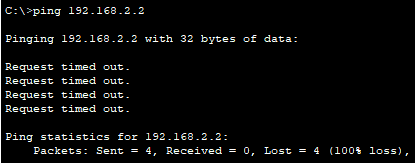 C:\>ping 192.168.2.2
Pinging 192.168.2.2 with 32 bytes of data:
Request timed out.
Request timed out.
Request timed out.
Request timed out.
Ping statistics for 192.168.2.2:
Packets: Sent = 4, Received = 0, Lost = 4 (100% loss),